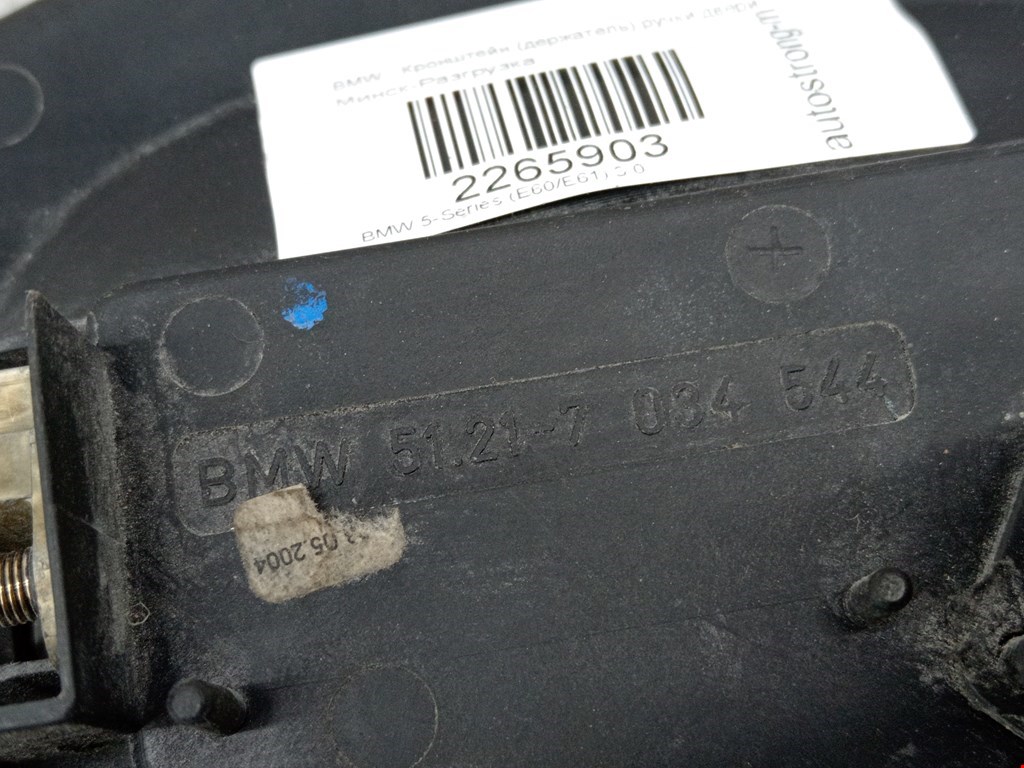 BMW Кронштейн (держатель) ручки двери
Минск-Разгрузка
autostrong-m
2265903
BMW 5-Series (E60/E61) 3.0
BMW 51.21-7 034 544
3.05.2004